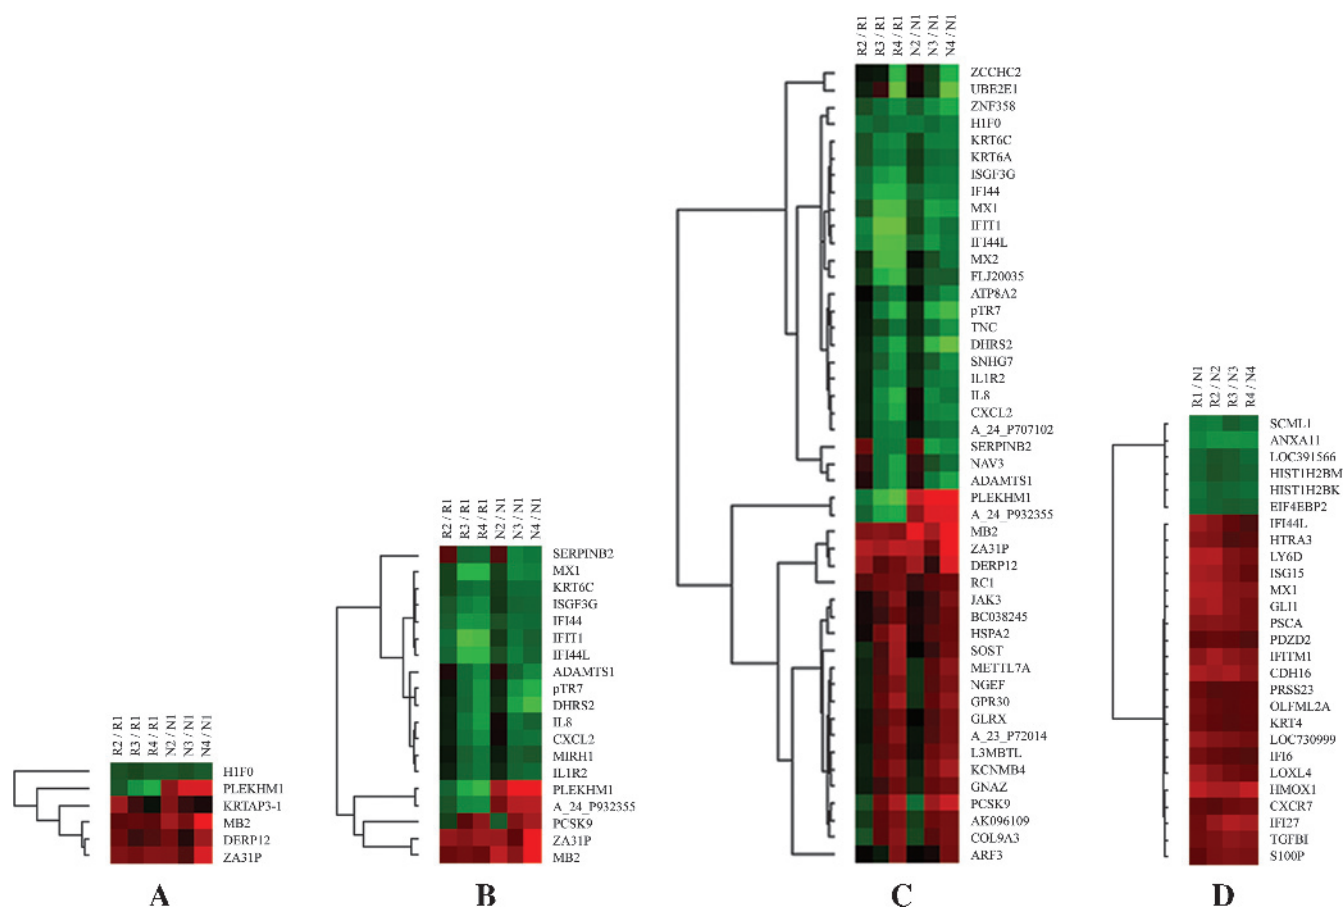 R2 / R1
R3 / R1
R4 / R1
N2 / N1
N3 / N1
N4 / N1
H1F0
PLEKHM1
KRTAP3-1
MB2
DERP12
ZA31P
A
R2 / R1
R3 / R1
R4 / R1
N2 / N1
N3 / N1
N4 / N1
SERPINB2
MX1
KRT6C
ISGF3G
IFI44
IFIT1
IFI44L
ADAMTS1
pTR7
DHRS2
IL8
CXCL2
MIRH1
IL1R2
PLEKHM1
A_24_P932355
PCSK9
ZA31P
MB2
B
R2 / R1
R3 / R1
R4 / R1
N2 / N1
N3 / N1
N4 / N1
ZCCHC2
UBE2E1
ZNF358
H1F0
KRT6C
KRT6A
ISGF3G
IFI44
MX1
IFIT1
IFI44L
MX2
FLJ20035
ATP8A2
pTR7
TNC
DHRS2
SNHG7
IL1R2
IL8
CXCL2
A_24_P707102
SERPINB2
NAV3
ADAMTS1
PLEKHM1
A_24_P932355
MB2
ZA31P
DERP12
RC1
JAK3
BC038245
HSPA2
SOST
METTL7A
NGEF
GPR30
GLRX
A_23_P72014
L3MBTL
KCNMB4
GNAZ
PCSK9
AK096109
COL9A3
ARF3
C
R1 / N1
R2 / N2
R3 / N3
R4 / N4
SCML1
ANXA11
LOC391566
HIST1H2BM
HIST1H2BK
EIF4EBP2
IFI44L
HTRA3
LY6D
ISG15
MX1
GLI1
PSCA
PDZD2
IFITM1
CDH16
PRSS23
OLFML2A
KRT4
LOC730999
IFI6
LOXL4
HMOX1
CXCR7
IFI27
TGFBI
S100P
D